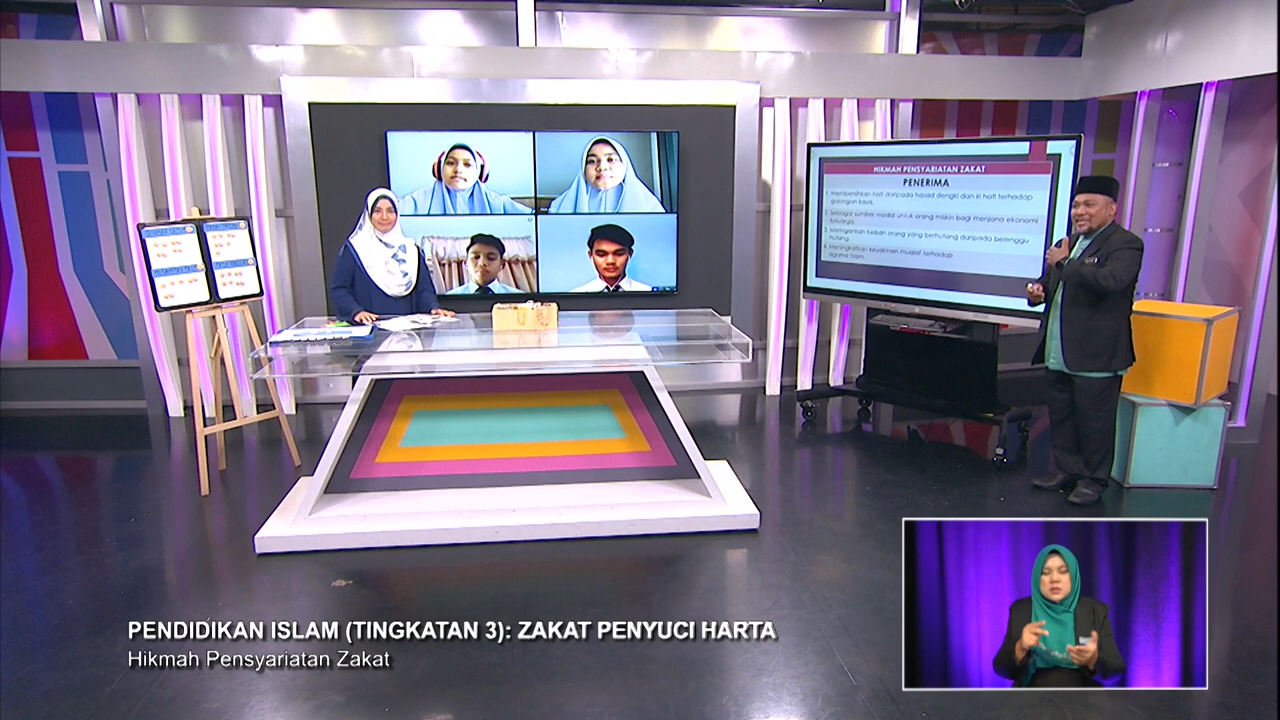 HIKMAH PENSYARIATAN ZAKAT
PENERIMA
1. Membersihkan hati daripada hasad dengki dan iri hati terhadap
golongan kaya.
2. Sebagai sumber modal untuk orang miskin bagi menjana ekonomi
keluarga.
3. Meringankan beban orang yang berhutang daripada belenggu
hutang.
4. Meningkatkan keyakinan mualaf terhadap
agama Islam.
PENDIDIKAN ISLAM (TINGKATAN 3): ZAKAT PENYUCI HARTA
Hikmah Pensyariatan Zakat